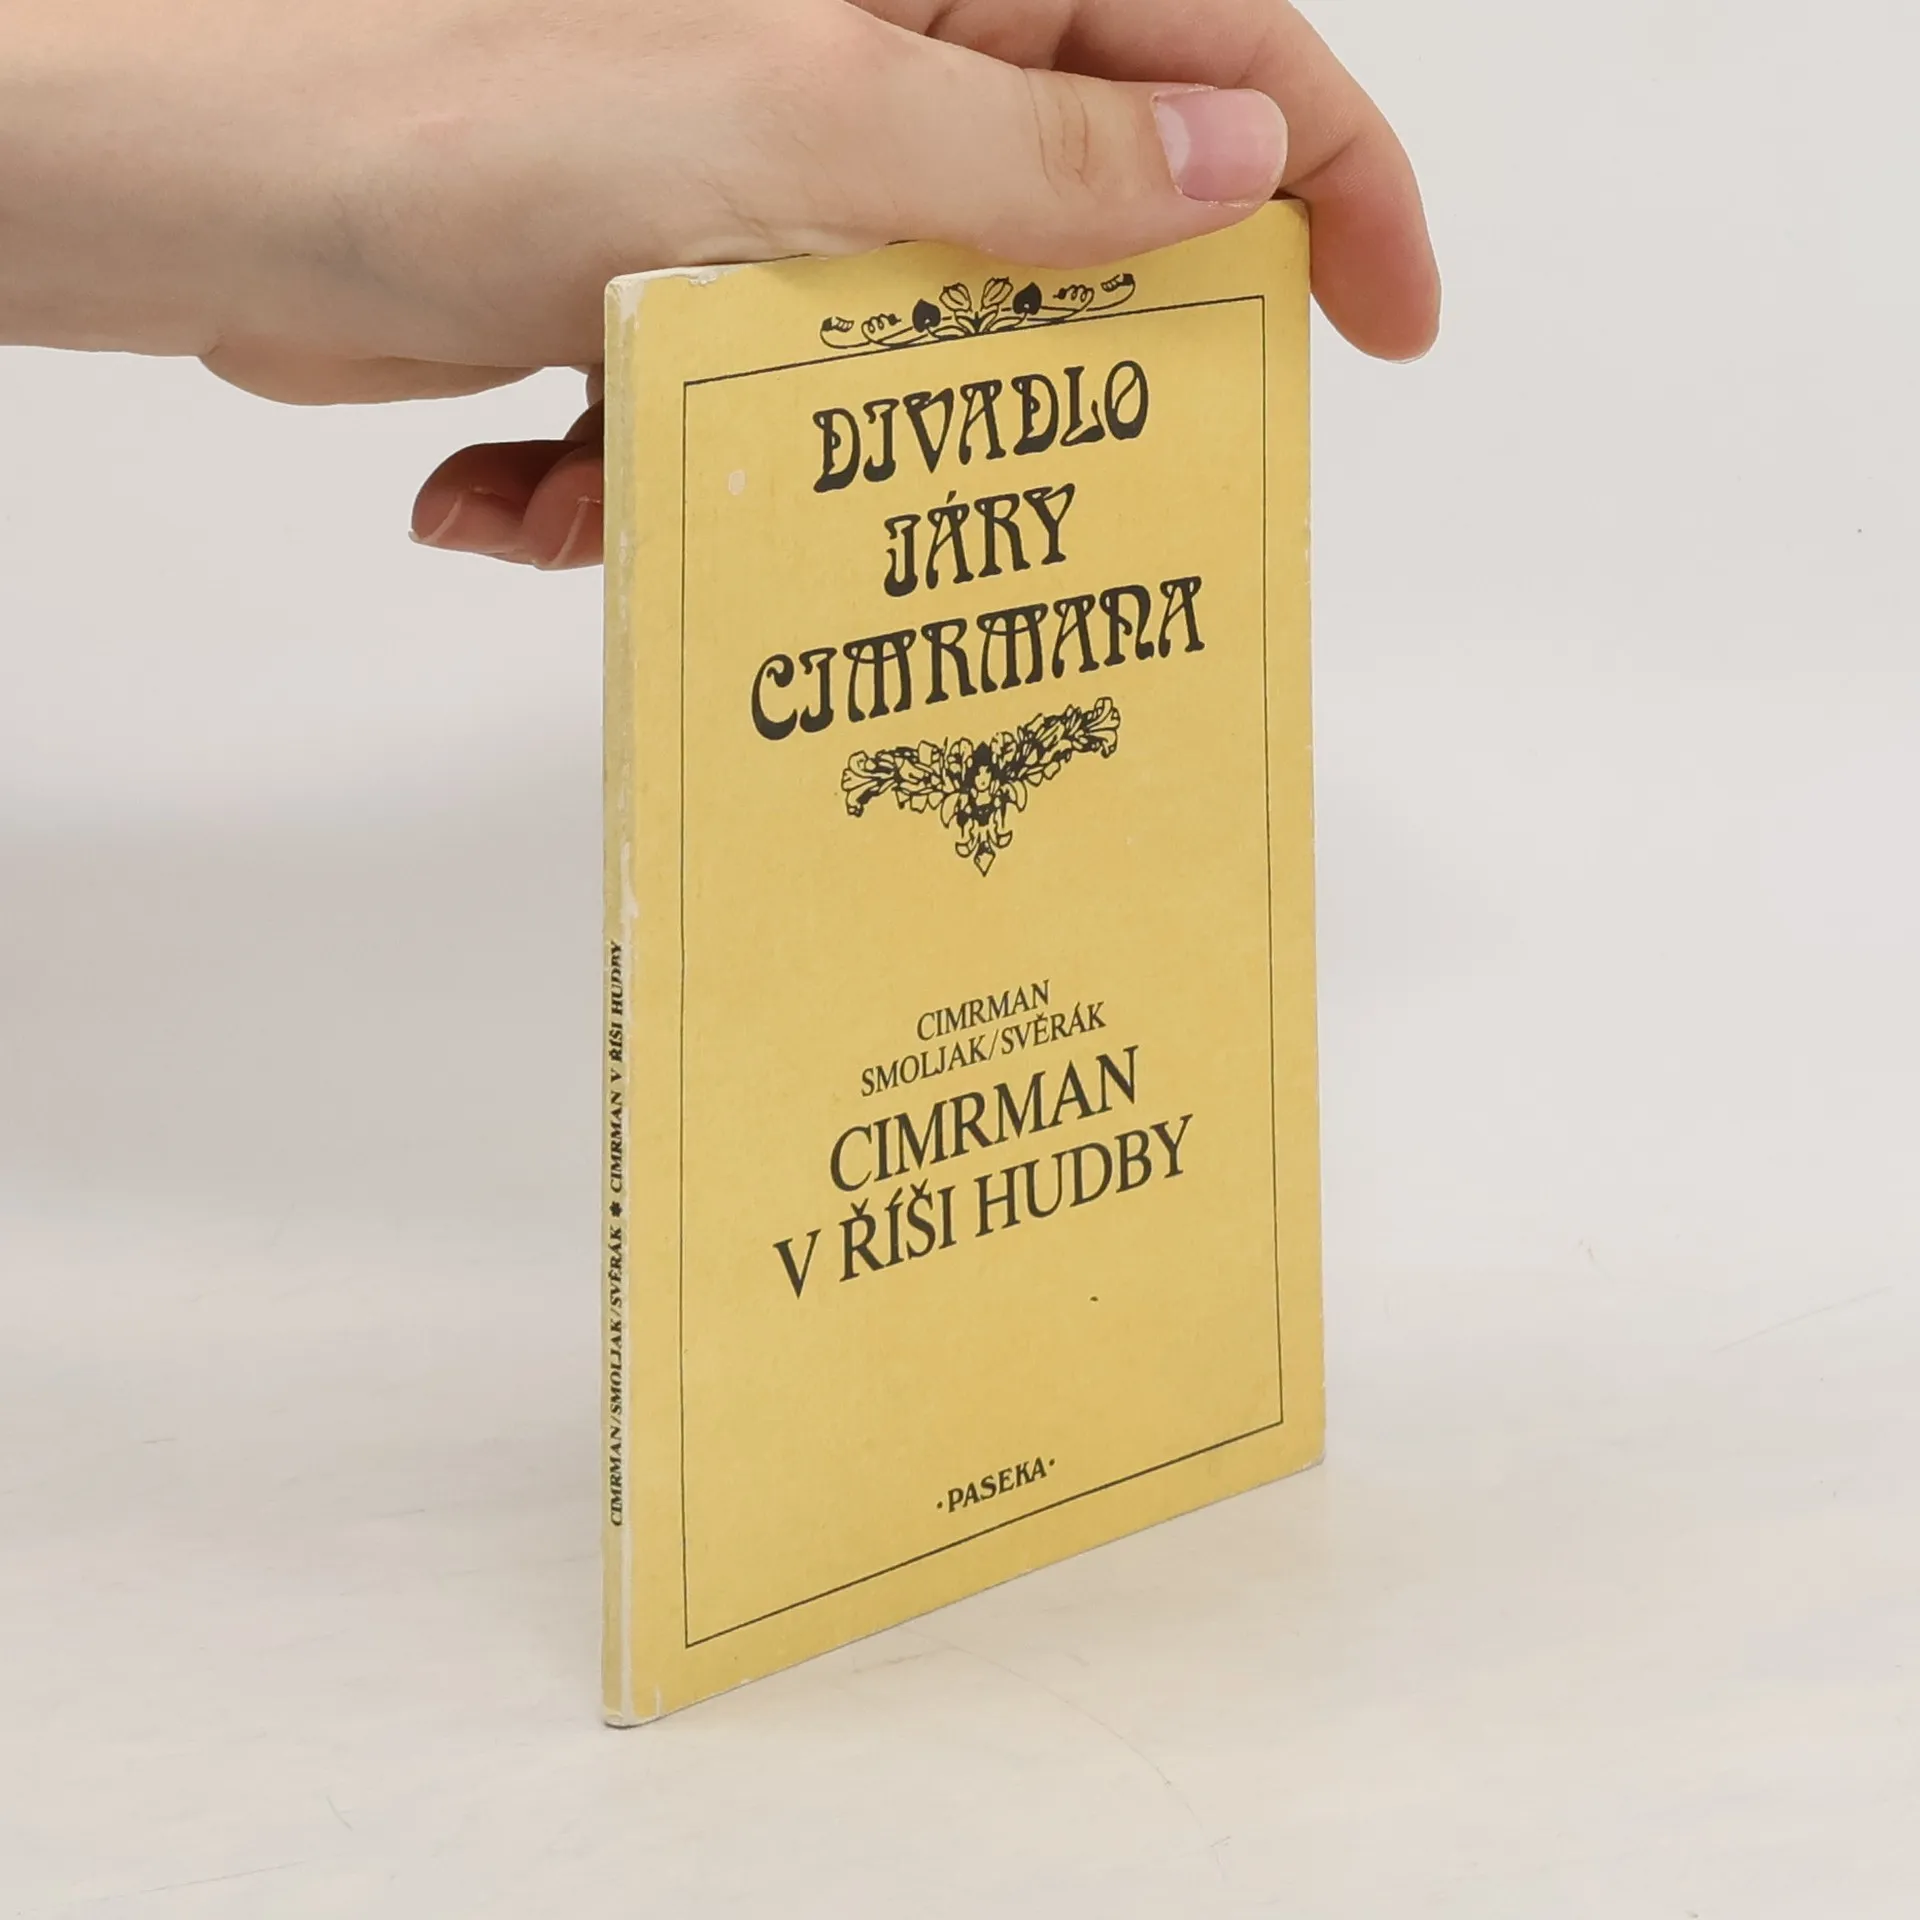 DIVADLO
JÁRY
CIMRMANA
CIMRMAN
SMOLJAK/SVĚRÁK
CIMRMAN
V ŘÍŠI HUDBY
·PASEKA·
CIMRMAN/SMOLJAK/SVĚRÁK * CIMRMAN V ŘÍŠI HUDBY